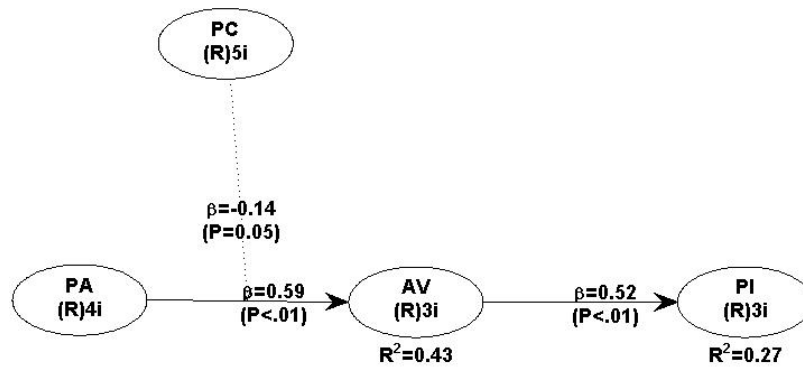 PC
(R)5i
β=-0.14
(P=0.05)
PA
(R)4i
β=0.59
(P<.01)
AV
(R)3i
R²=0.43
β=0.52
(P<.01)
PI
(R)3i
R²=0.27